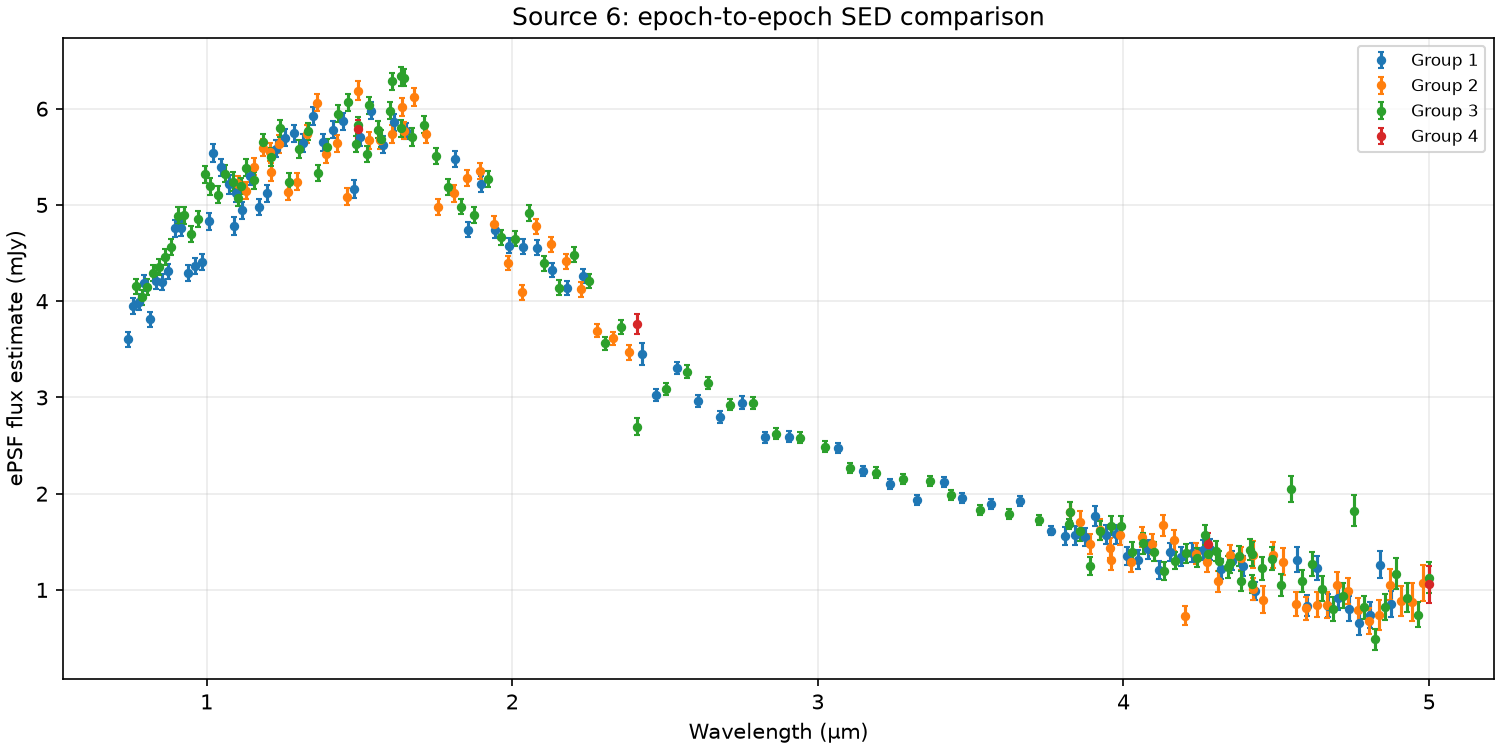 Source 6: epoch-to-epoch SED comparison
ePSF flux estimate (mJy)
6
5
4
3
2
1
Group 1
Group 2
Group 3
Group 4
1 2 3 4 5
Wavelength (μm)